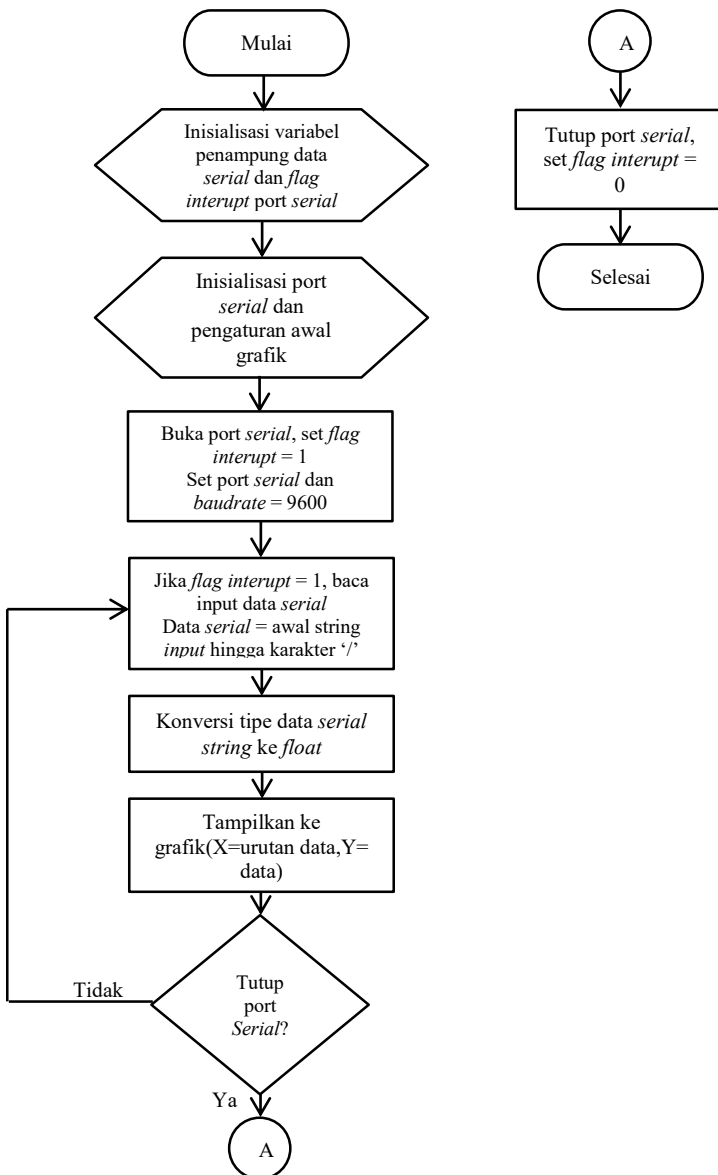 Mulai
Inisialisasi variabel
penampung data
serial dan flag
interupt port serial
Inisialisasi port
serial dan
pengaturan awal
grafik
Buka port serial, set flag
interupt = 1
Set port serial dan
baudrate = 9600
Jika flag interupt = 1, baca
input data serial
Data serial = awal string
input hingga karakter ‘/’
Konversi tipe data serial
string ke float
Tampilkan ke
grafik(X=urutan data,Y=
data)
Tutup
port
Serial?
Tidak
Ya
A
A
Tutup port serial,
set flag interupt =
0
Selesai